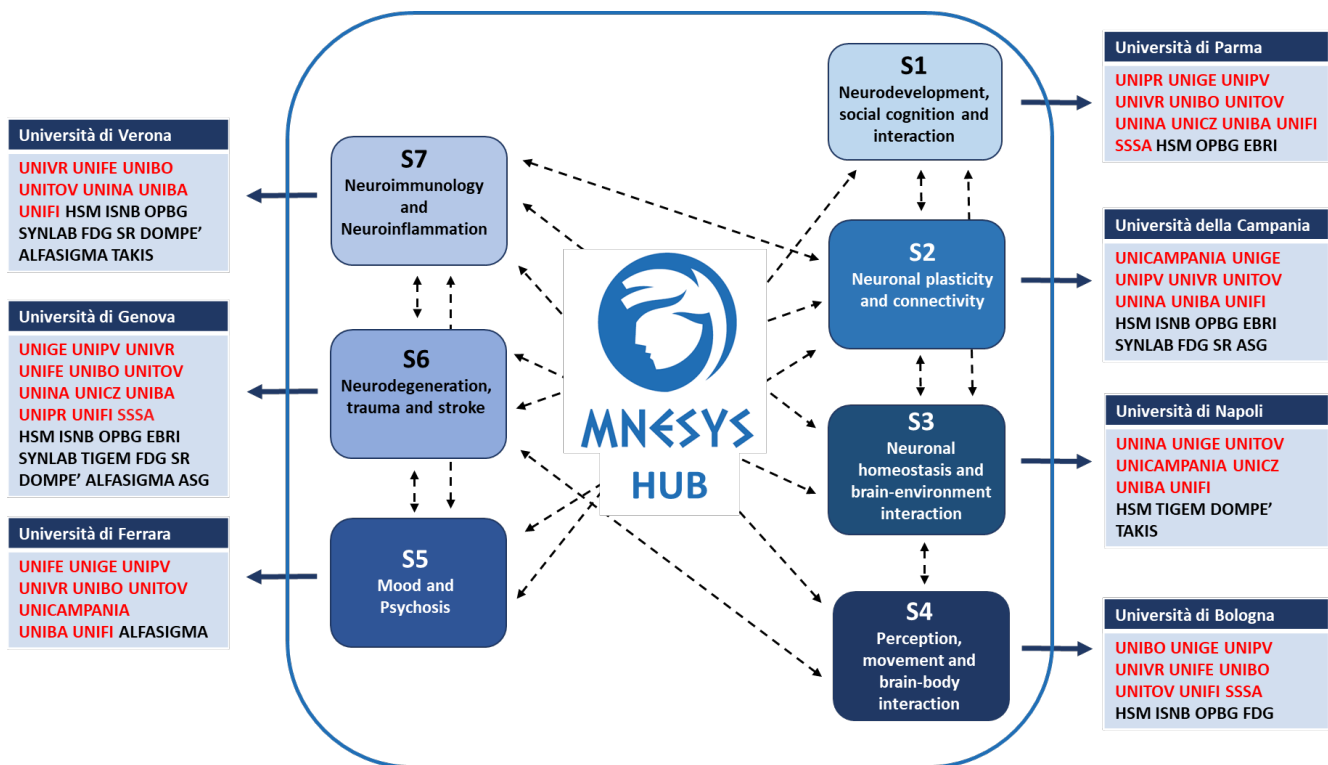 Università di Verona
UNIVR UNIFE UNIBO
UNITOV UNINA UNIBA
UNIFI HSM ISNB OPBG
SYNLAB FDG SR DOMPE’
ALFASIGMA TAKIS
Università di Genova
UNIGE UNIPV UNIVR
UNIFE UNIBO UNITOV
UNINA UNICZ UNIBA
UNIPR UNIFI SSSA
HSM ISNB OPBG EBRI
SYNLAB TIGEM FDG SR
DOMPE’ ALFASIGMA ASG
Università di Ferrara
UNIFE UNIGE UNIPV
UNIVR UNIBO UNITOV
UNICAMPANIA
UNIBA UNIFI ALFASIGMA
S7
Neuroimmunology
and
Neuroinflammation
S6
Neurodegeneration,
trauma and stroke
S5
Mood and
Psychosis
MNESYS
HUB
S1
Neurodevelopment,
social cognition and
interaction
S2
Neuronal plasticity
and connectivity
S3
Neuronal
homeostasis and
brain-environment
interaction
S4
Perception,
movement and
brain-body
interaction
Università di Parma
UNIPR UNIGE UNIPV
UNIVR UNIBO UNITOV
UNINA UNICZ UNIBA UNIFI
SSSA HSM OPBG EBRI
Università della Campania
UNICAMPANIA UNIGE
UNIPV UNIVR UNITOV
UNINA UNIBA UNIFI
HSM ISNB OPBG EBRI
SYNLAB FDG SR ASG
Università di Napoli
UNINA UNIGE UNITOV
UNICAMPANIA UNICZ
UNIBA UNIFI
HSM TIGEM DOMPE’
TAKIS
Università di Bologna
UNIBO UNIGE UNIPV
UNIVR UNIFE UNIBO
UNITOV UNIFI SSSA
HSM ISNB OPBG FDG